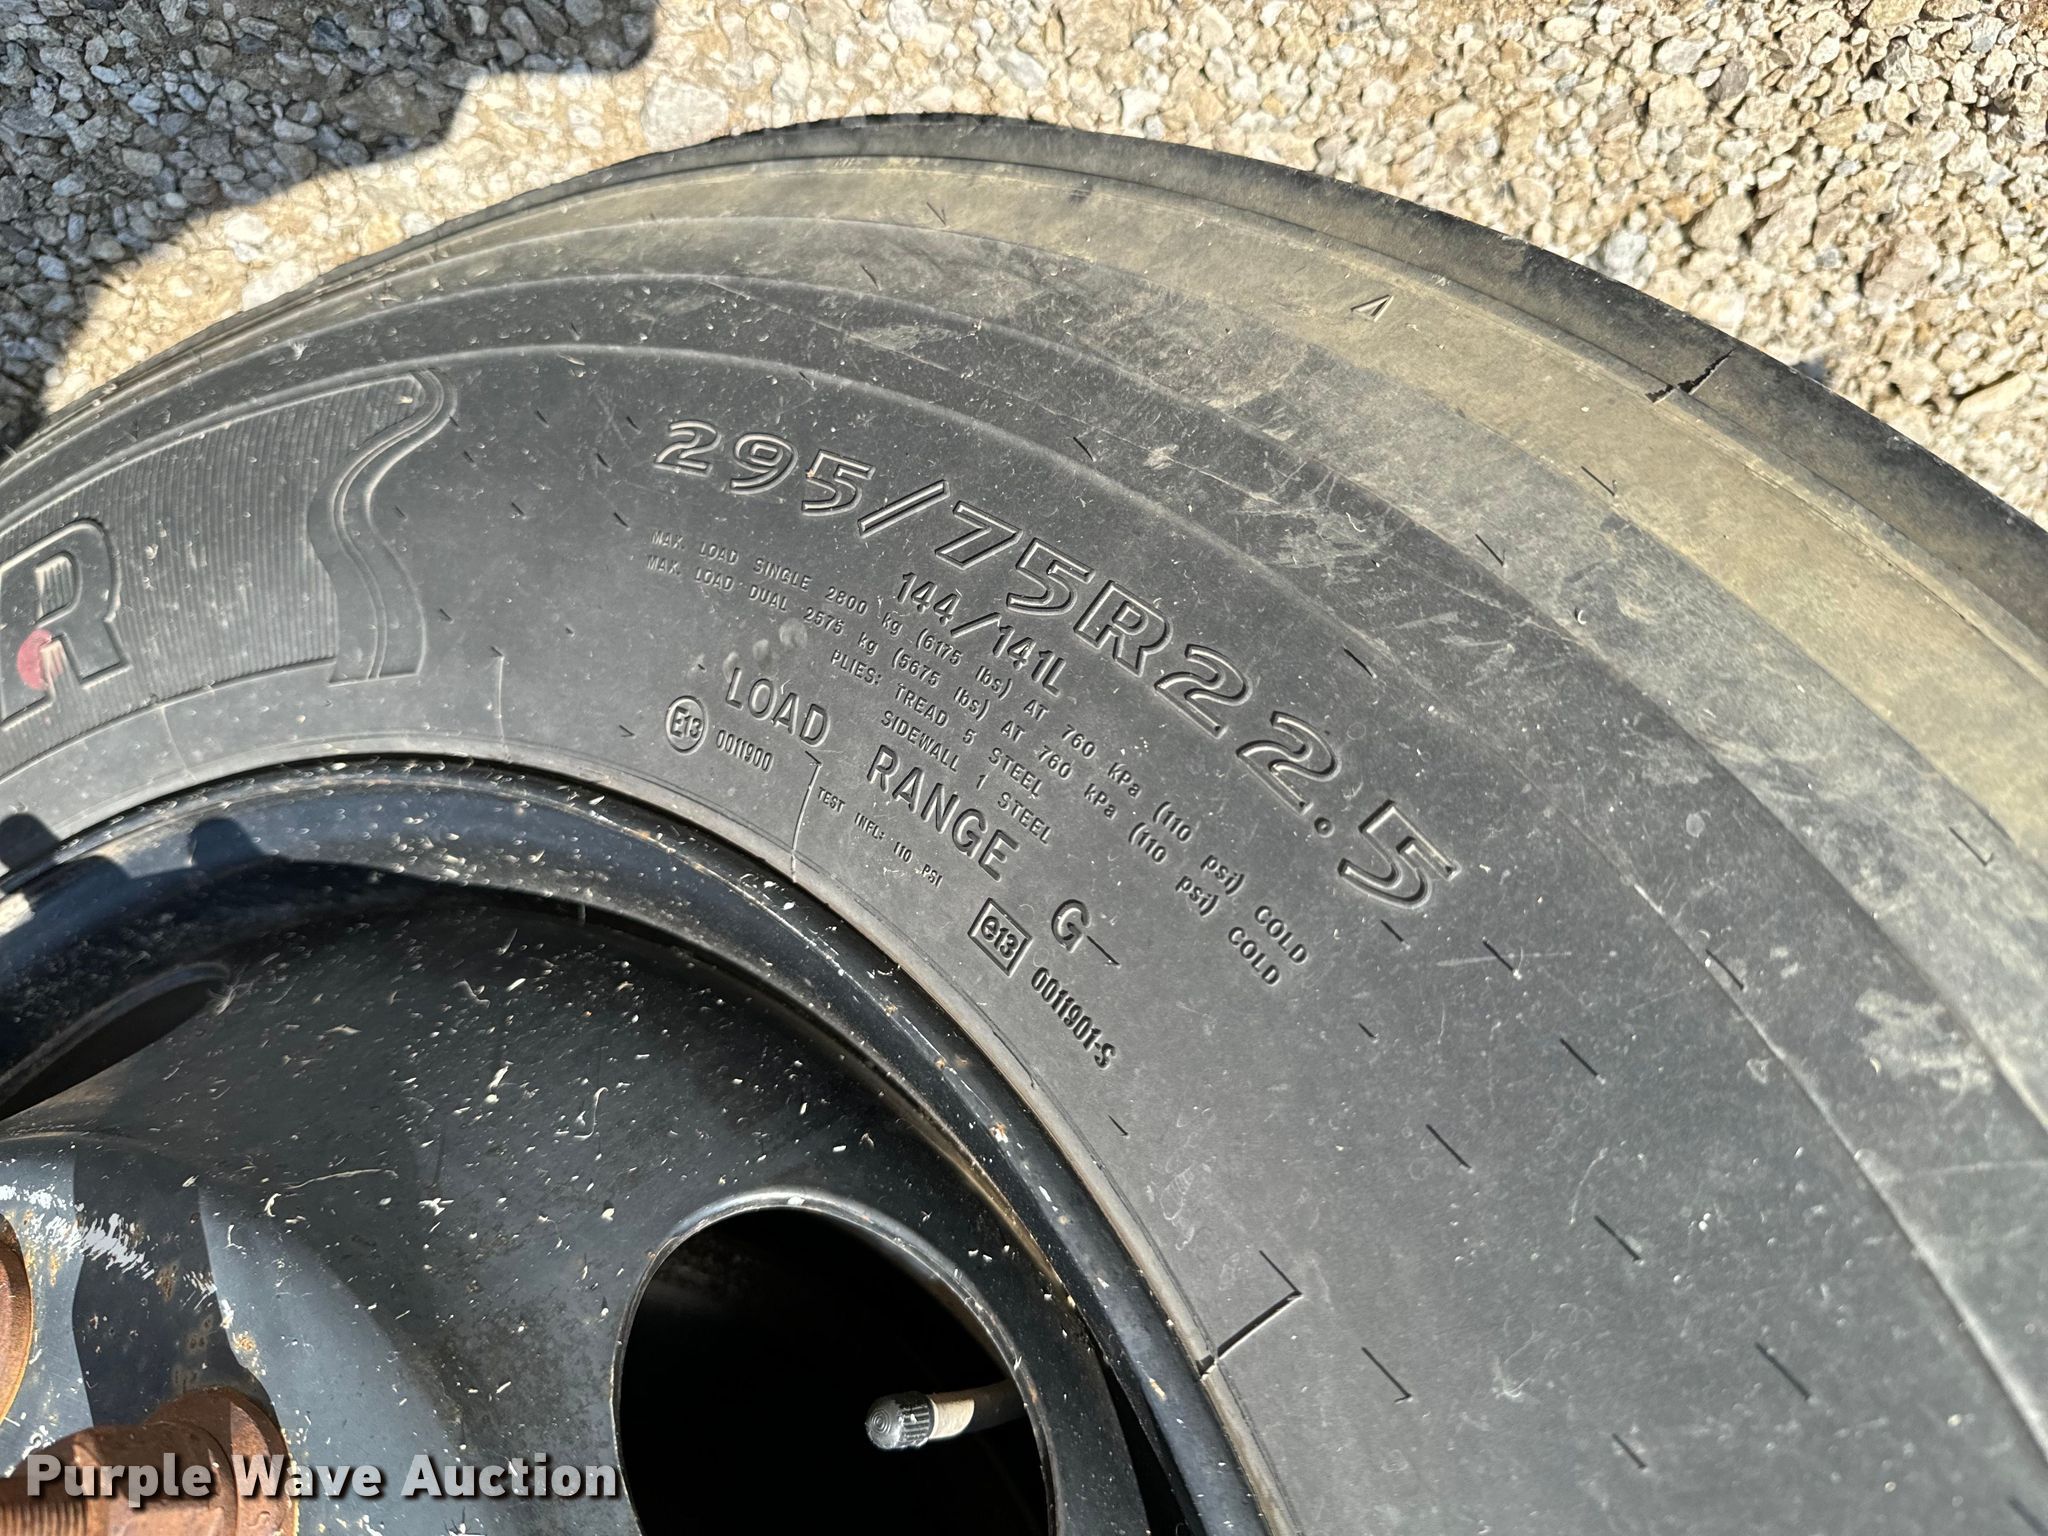 R
295/75R22.5
144/141L
MAX. LOAD SINGLE 2800 kg (6175 lbs) AT 760 kPa (110 psi) COLD
MAX. LOAD DUAL 2575 kg (5675 lbs) AT 760 kPa (110 psi) COLD
PLIES: TREAD 5 STEEL
SIDEWALL 1 STEEL
LOAD RANGE G
E13 0011900
TEST INFL: 110 PSI
e13 0011901-S
Purple Wave Auction